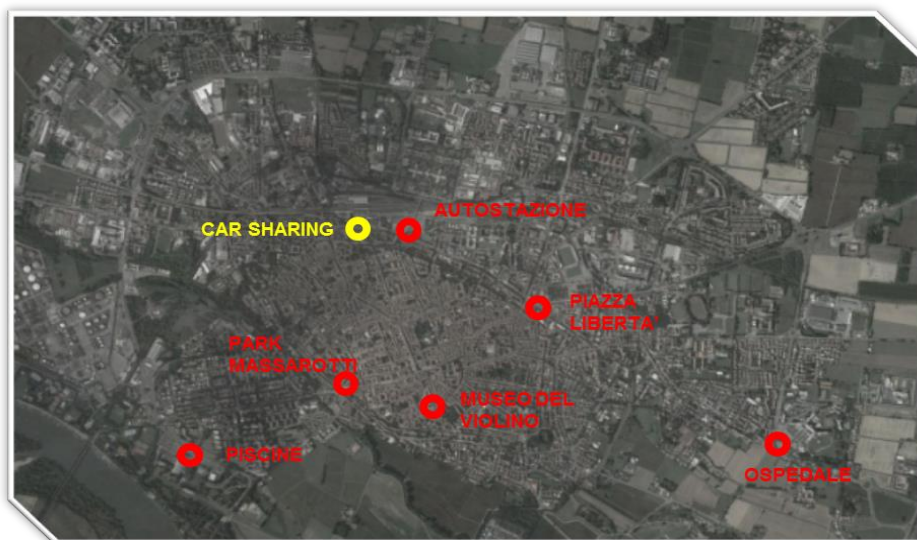 AUTOSTAZIONE
CAR SHARING
PIAZZA
LIBERTA'
PARK
MASSAROTTI
MUSEO DEL
VIOLINO
PISCINE
OSPEDALE